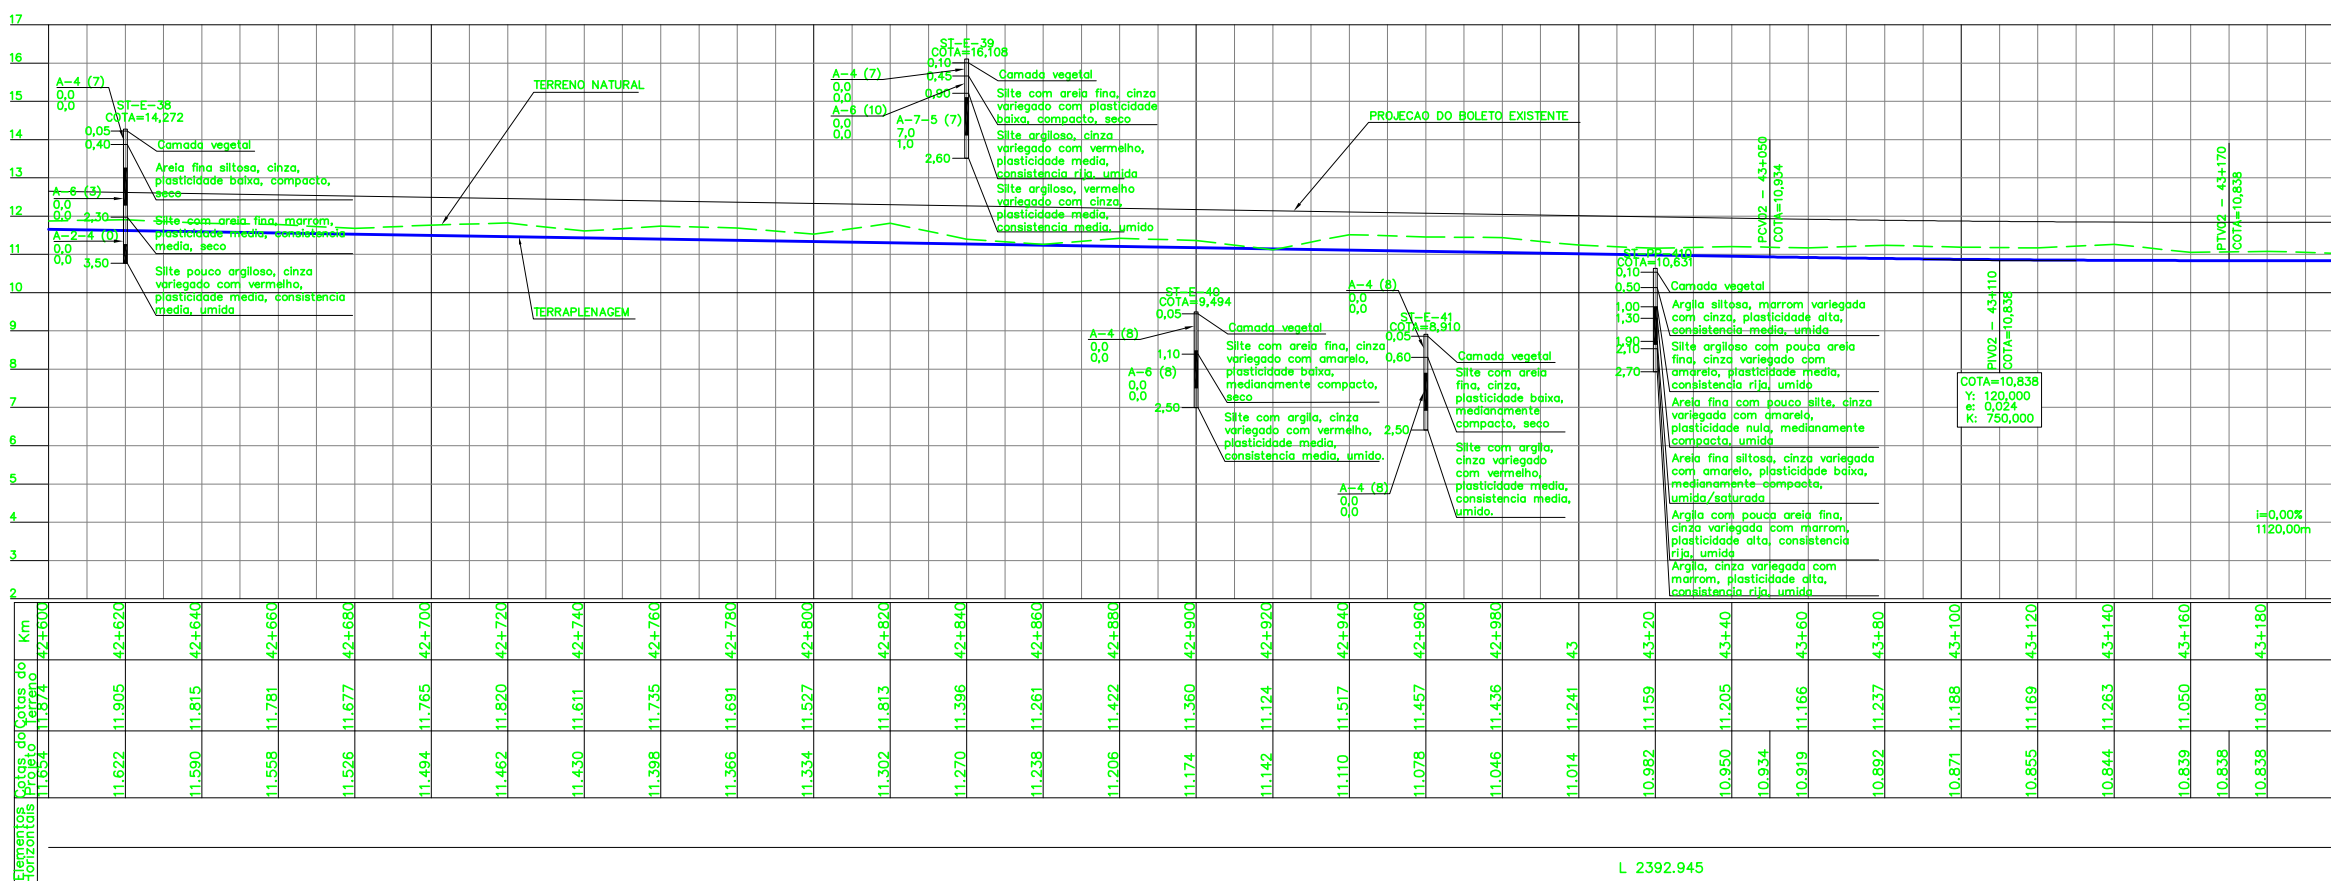 17
16
15
14
13
12
11
10
9
8
7
6
5
4
3
2
A-4 (7)
0,0
0,0
ST-E-38
COTA=14,272
0,05
0,40
2,30
3,50
A-6 (3)
0,0
0,0
A-2-4 (0)
0,0
0,0
Camada vegetal
Areia fina siltosa, cinza,
plasticidade baixa, compacto,
seco
Silte com areia fina, marrom,
plasticidade media, consistencia
media, seco
Silte pouco argiloso, cinza
variegado com vermelho,
plasticidade media, consistencia
media, umida
TERRENO NATURAL
TERRAPLENAGEM
ST-E-39
COTA=16,108
0,10
0,45
0,90
2,60
A-4 (7)
0,0
0,0
A-6 (10)
0,0
0,0
A-7-5 (7)
7,0
1,0
Camada vegetal
Silte com areia fina, cinza
variegado com plasticidade
baixa, compacto, seco
Silte argiloso, cinza
variegado com vermelho,
plasticidade media,
consistencia rija, umida
Silte argiloso, vermelho
variegado com cinza,
plasticidade media,
consistencia media, umido
PROJECAO DO BOLETO EXISTENTE
ST-E-40
COTA=9,494
0,05
1,10
2,50
A-4 (8)
0,0
0,0
A-6 (8)
0,0
0,0
Camada vegetal
Silte com areia fina, cinza
variegado com amarelo,
plasticidade baixa,
medianamente compacto,
seco
Silte com argila, cinza
variegado com vermelho,
plasticidade media,
consistencia media, umido.
A-4 (8)
0,0
0,0
ST-E-41
COTA=8,910
0,05
0,60
2,50
A-4 (8)
0,0
0,0
Camada vegetal
Silte com areia
fina, cinza,
plasticidade baixa,
medianamente
compacto, seco
Silte com argila,
cinza variegado
com vermelho,
plasticidade media,
consistencia media,
umido.
COTA=10,631
0,10
0,50
1,00
1,30
1,90
2,10
2,70
Camada vegetal
Argila siltosa, marrom variegada
com cinza, plasticidade alta,
consistencia media, umida
Silte argiloso com pouca areia
fina, cinza variegado com
amarelo, plasticidade media,
consistencia rija, umido
Areia fina com pouco silte, cinza
variegada com amarelo,
plasticidade nula, medianamente
compacta, umida
Areia fina siltosa, cinza variegada
com amarelo, plasticidade baixa,
medianamente compacta,
umida/saturada
Argila com pouca areia fina,
cinza variegada com marrom,
plasticidade alta, consistencia
rija, umida
Argila, cinza variegada com
marrom, plasticidade alta,
consistencia rija, umida
PCV02 - 43+050
COTA=10,934
PIV02 - 43+110
COTA=10,838
COTA=10,838
Y: 120,000
e: 0,024
K: 750,000
PTV02 - 43+170
COTA=10,838
i=0,00%
1120,00m
Km
42+600 42+620 42+640 42+660 42+680 42+700 42+720 42+740 42+760 42+780 42+800 42+820 42+840 42+860 42+880 42+900 42+920 42+940 42+960 42+980 43 43+20 43+40 43+60 43+80 43+100 43+120 43+140 43+160 43+180
Cotas do
Terreno
11.874 11.905 11.815 11.781 11.677 11.765 11.820 11.611 11.735 11.691 11.527 11.813 11.396 11.261 11.422 11.360 11.124 11.517 11.457 11.436 11.241 11.159 11.205 11.166 11.237 11.188 11.169 11.263 11.050 11.081
Cotas do
Projeto
11.654 11.622 11.590 11.558 11.526 11.494 11.462 11.430 11.398 11.366 11.334 11.302 11.270 11.238 11.206 11.174 11.142 11.110 11.078 11.046 11.014 10.982 10.950 10.934 10.919 10.892 10.871 10.855 10.844 10.839 10.838 10.838
Elementos
Horizontas
L 2392.945